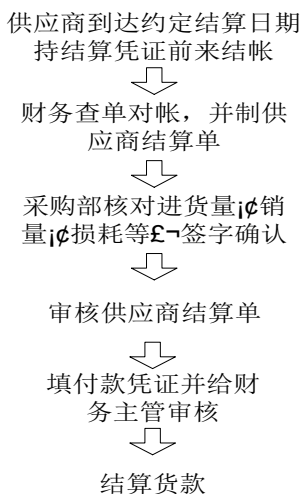 供应商到达约定结算日期
持结算凭证前来结帐
财务查单对帐，并制供
应商结算单
采购部核对进货量¡¢销
量¡¢损耗等£¬签字确认
审核供应商结算单
填付款凭证并给财
务主管审核
结算货款